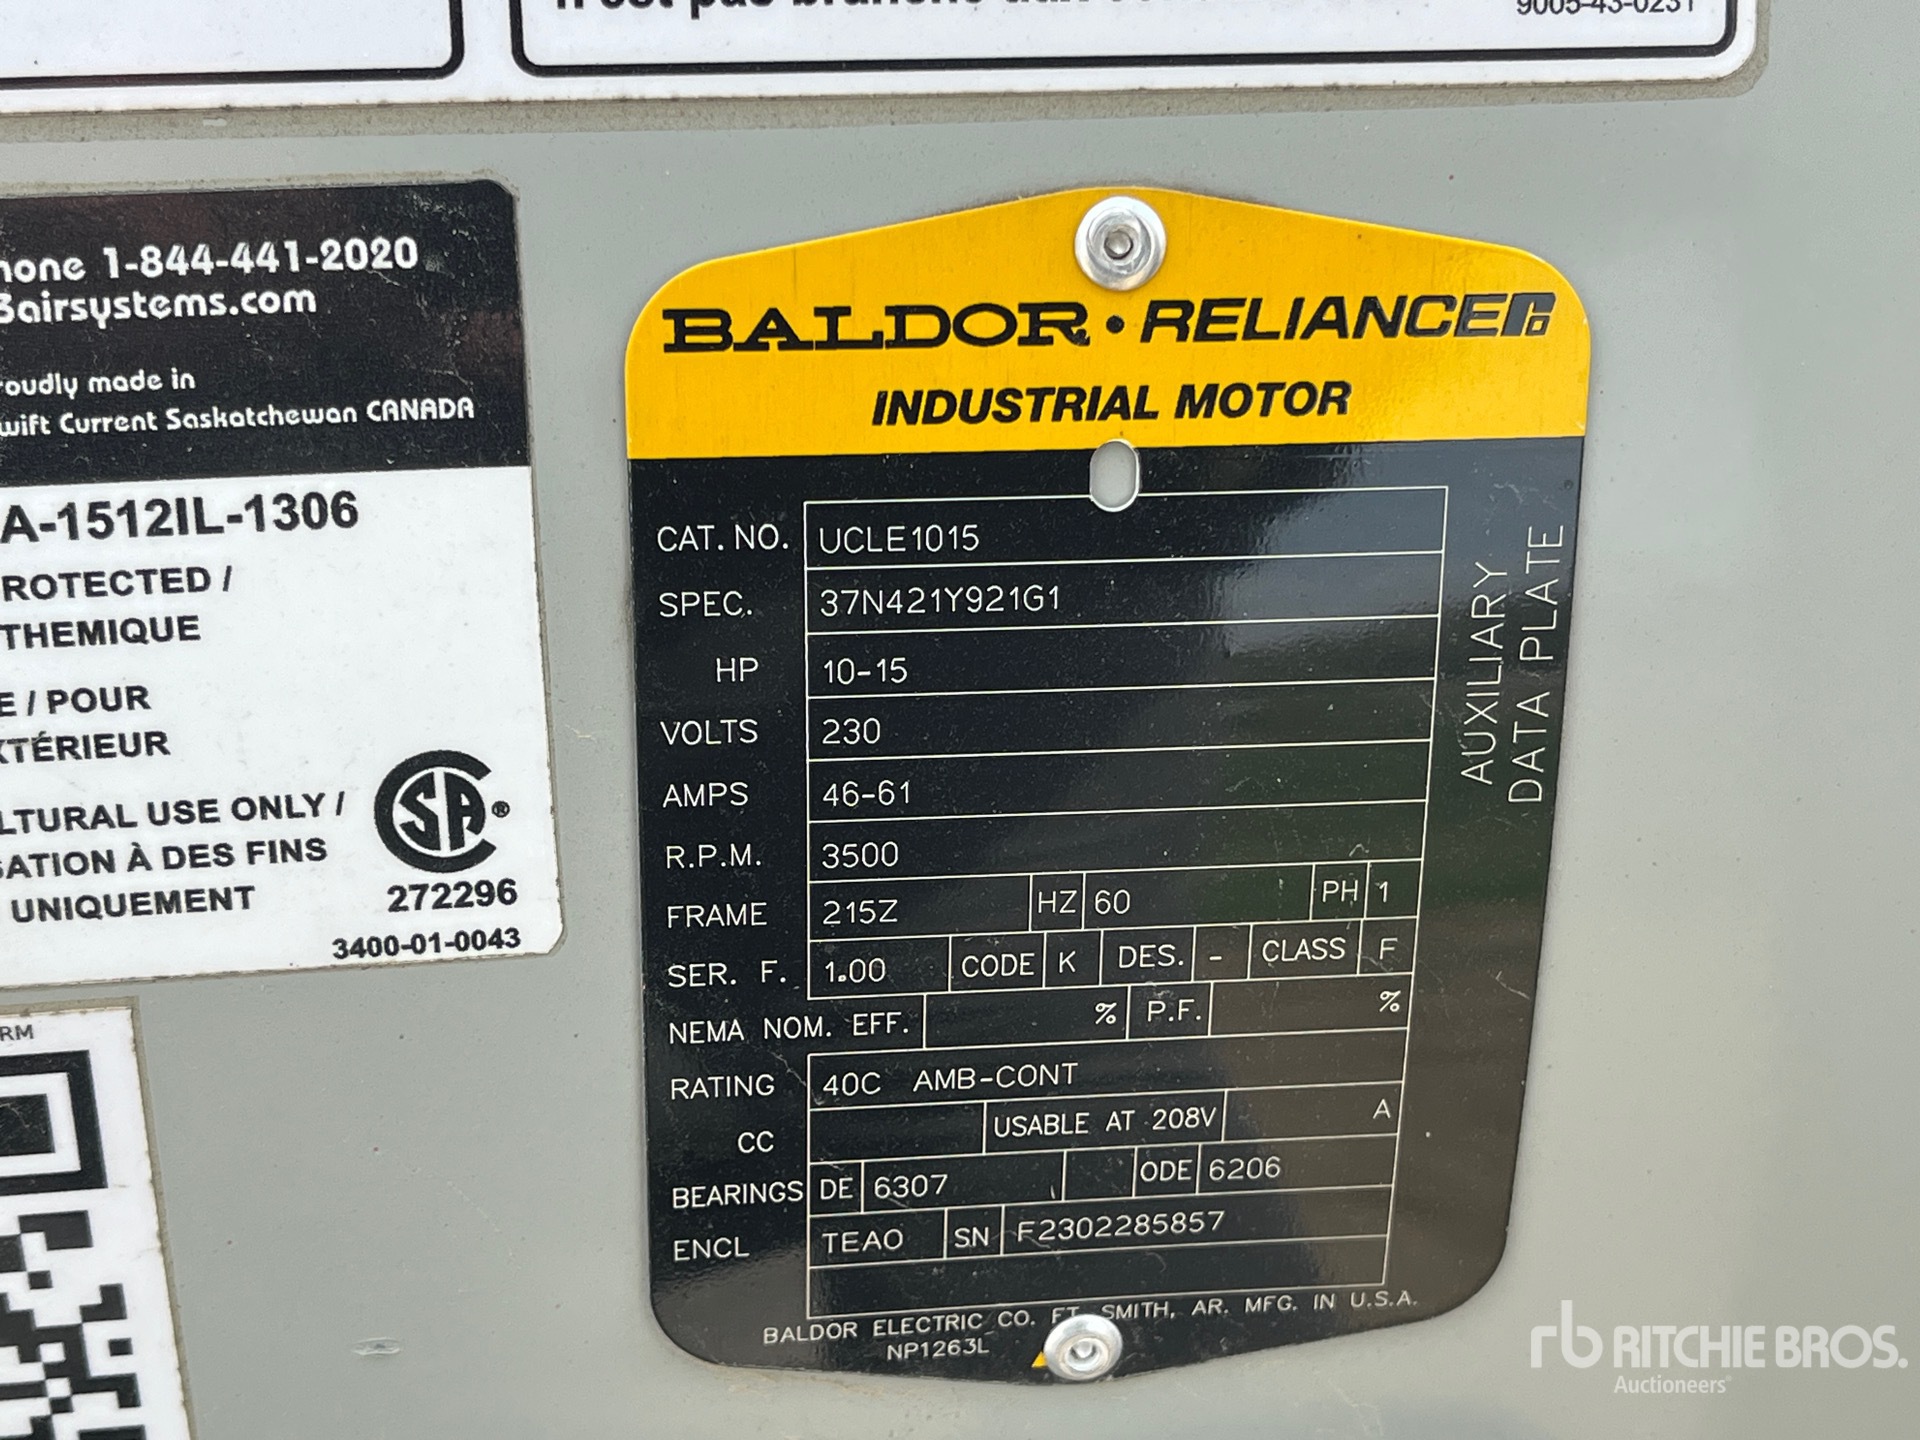 9005-43-0231
1-844-441-2020
airsystems.com
made in
Current Saskatchewan CANADA
A-1512IL-1306
ROTECTED /
THEMIQUE
E / POUR
TÉRIEUR
LTURAL USE ONLY /
SATION À DES FINS
UNIQUEMENT
SA®
272296
3400-01-0043
RM
BALDOR • RELIANCE
INDUSTRIAL MOTOR
CAT. NO. UCLE1015
SPEC. 37N421Y921G1
HP 10-15
VOLTS 230
AMPS 46-61
R.P.M. 3500
FRAME 215Z HZ 60 PH 1
SER. F. 1.00 CODE K DES. - CLASS F
NEMA NOM. EFF. % P.F. %
RATING 40C AMB-CONT
CC USABLE AT 208V A
BEARINGS DE 6307 ODE 6206
ENCL TEAO SN F2302285857
BALDOR ELECTRIC CO. FT. SMITH, AR. MFG. IN U.S.A.
NP1263L
AUXILIARY
DATA PLATE
rb RITCHIE BROS.
Auctioneers